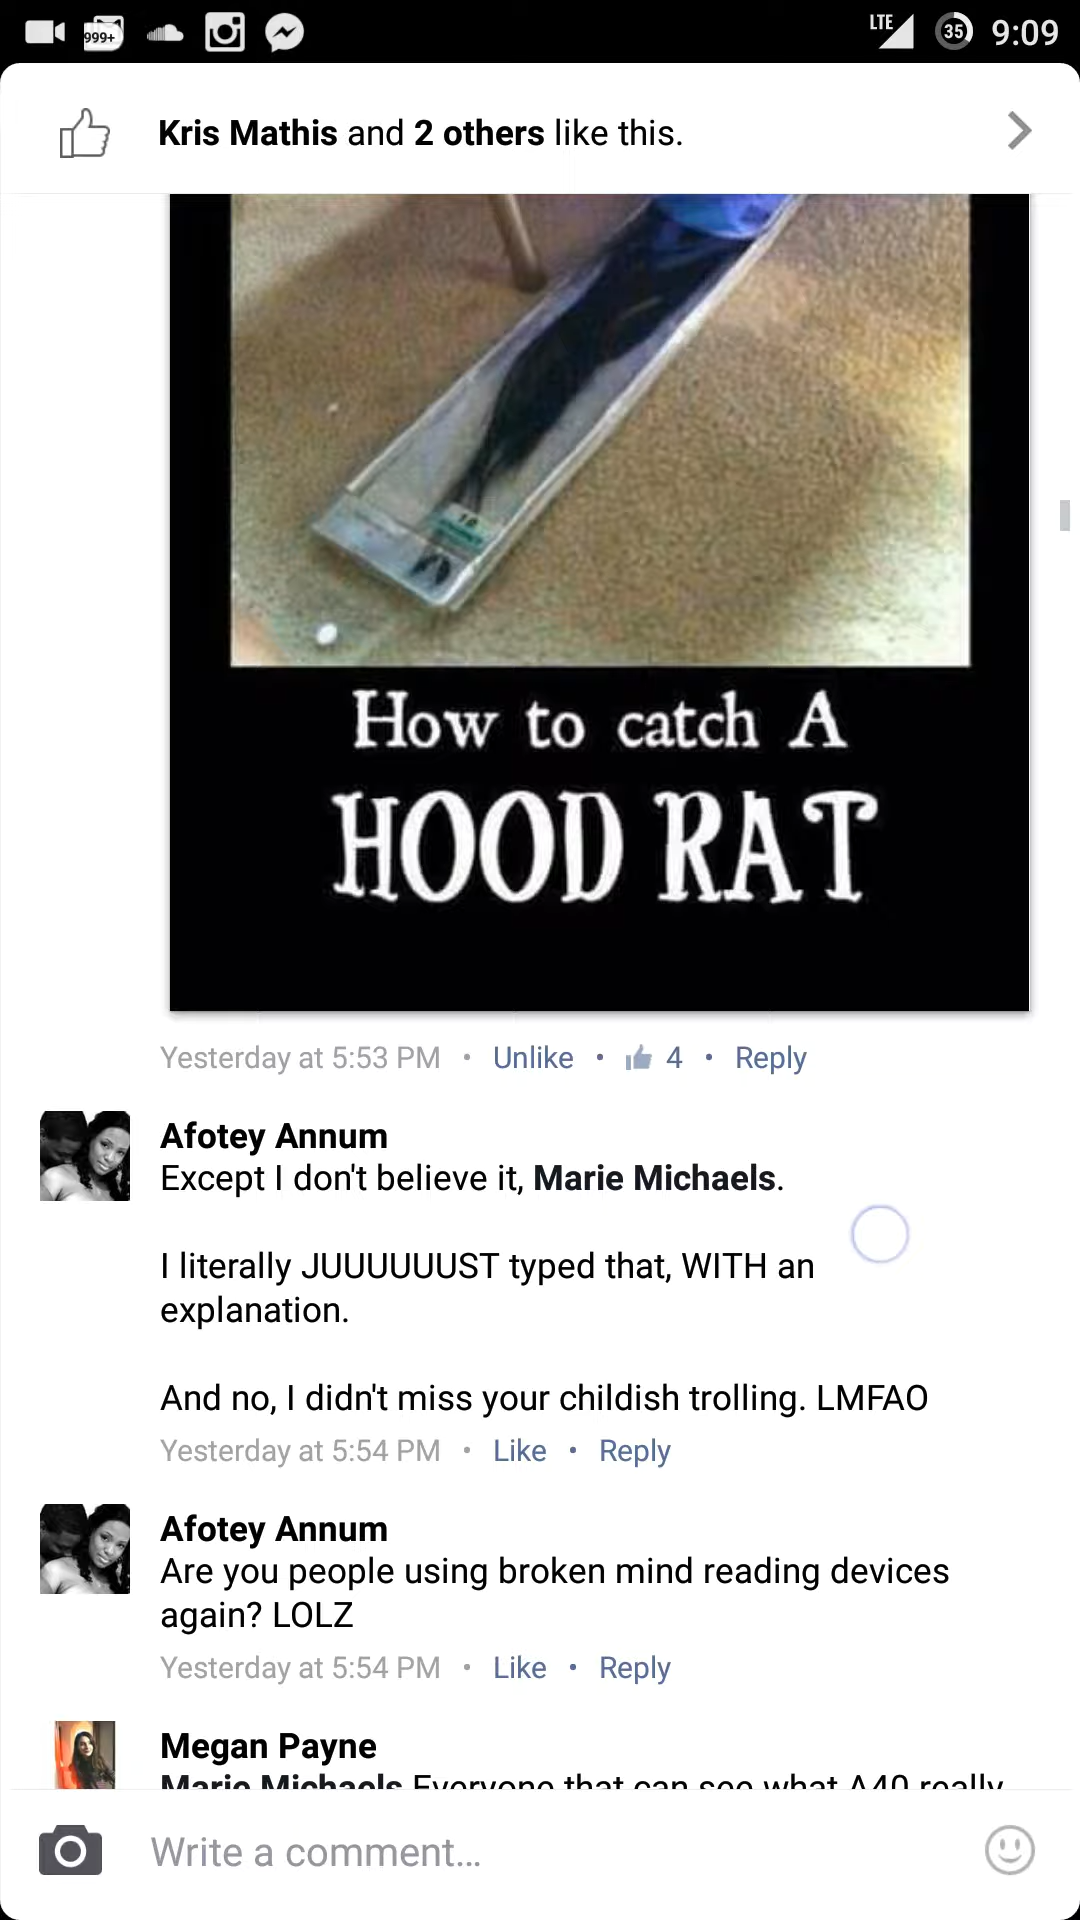 999+
LTE
35
9:09
Kris Mathis and 2 others like this.
18
How to catch A
HOOD RAT
Yesterday at 5:53 PM • Unlike • 4 • Reply
Afotey Annum
Except I don't believe it, Marie Michaels.
I literally JUUUUUUST typed that, WITH an
explanation.
And no, I didn't miss your childish trolling. LMFAO
Yesterday at 5:54 PM • Like • Reply
Afotey Annum
Are you people using broken mind reading devices
again? LOLZ
Yesterday at 5:54 PM • Like • Reply
Megan Payne
Marie Michaels Everyone that can see what A40 really
Write a comment...